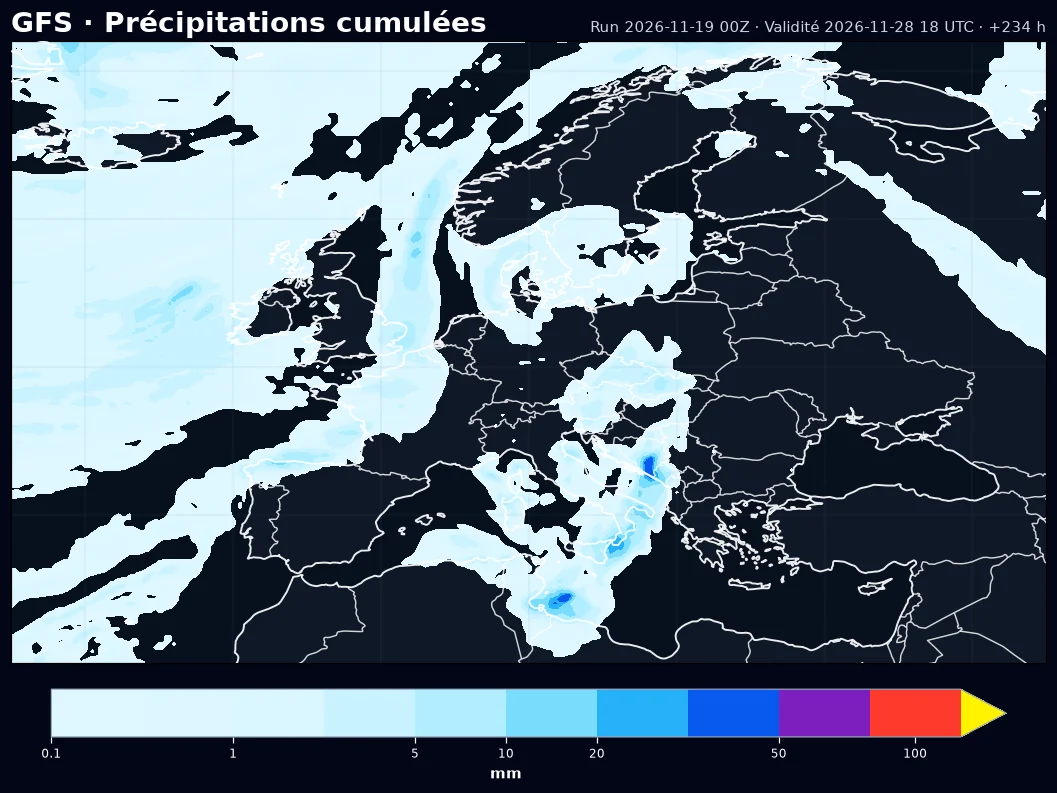 GFS · Précipitations cumulées
Run 2026-11-19 00Z · Validité 2026-11-28 18 UTC · +234 h
0.1 1 5 10 20 50 100
mm